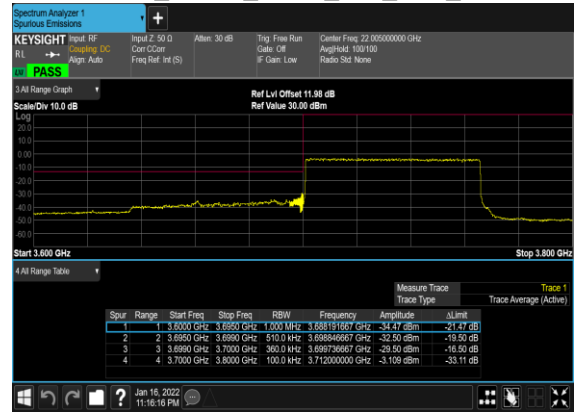 Spectrum Analyzer 1
Spurious Emissions
KEYSIGHT Input: RF Input Z: 50 Ω Atten: 30 dB Trig: Free Run Center Freq: 22.005000000 GHz
RL Coupling: DC Corr CCorr Gate: Off Avg|Hold: 100/100
Align: Auto Freq Ref: Int (S) IF Gain: Low Radio Std: None
LXI PASS
3 All Range Graph
Ref Lvl Offset 11.98 dB
Scale/Div 10.0 dB Ref Value 30.00 dBm
Log
20.0
10.0
0.00
-10.0
-20.0
-30.0
-40.0
-50.0
-60.0
Start 3.600 GHz Stop 3.800 GHz
4 All Range Table
Measure Trace Trace 1
Trace Type Trace Average (Active)
Spur Range Start Freq Stop Freq RBW Frequency Amplitude ΔLimit
1 1 3.6000 GHz 3.6950 GHz 1.000 MHz 3.688191667 GHz -34.47 dBm -21.47 dB
2 2 3.6950 GHz 3.6990 GHz 510.0 kHz 3.698846667 GHz -32.50 dBm -19.50 dB
3 3 3.6990 GHz 3.7000 GHz 360.0 kHz 3.699736667 GHz -29.50 dBm -16.50 dB
4 4 3.7000 GHz 3.8000 GHz 100.0 kHz 3.712000000 GHz -3.109 dBm -33.11 dB
? Jan 16, 2022
11:16:16 PM